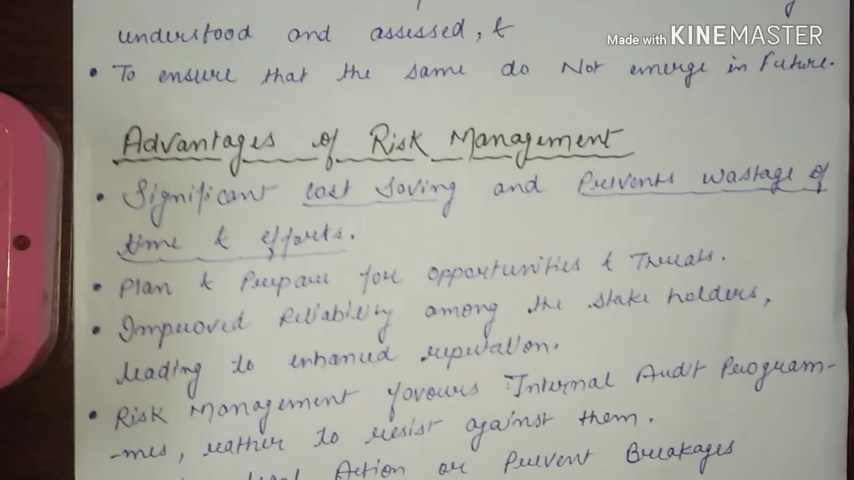 understood and assessed, &
Made with KINEMASTER
• To ensure that the same do Not emerge in Future.
Advantages of Risk Management
• Significant Cost Saving and Prevents wastage of
time & efforts.
• Plan & Prepare for opportunities & Threats.
• Improved Reliability among the Stake holders,
leading to enhanced reputation.
• Risk Management favours Internal Audit Program-
-mes, rather to resist against them.
Action or Prevent Breakages